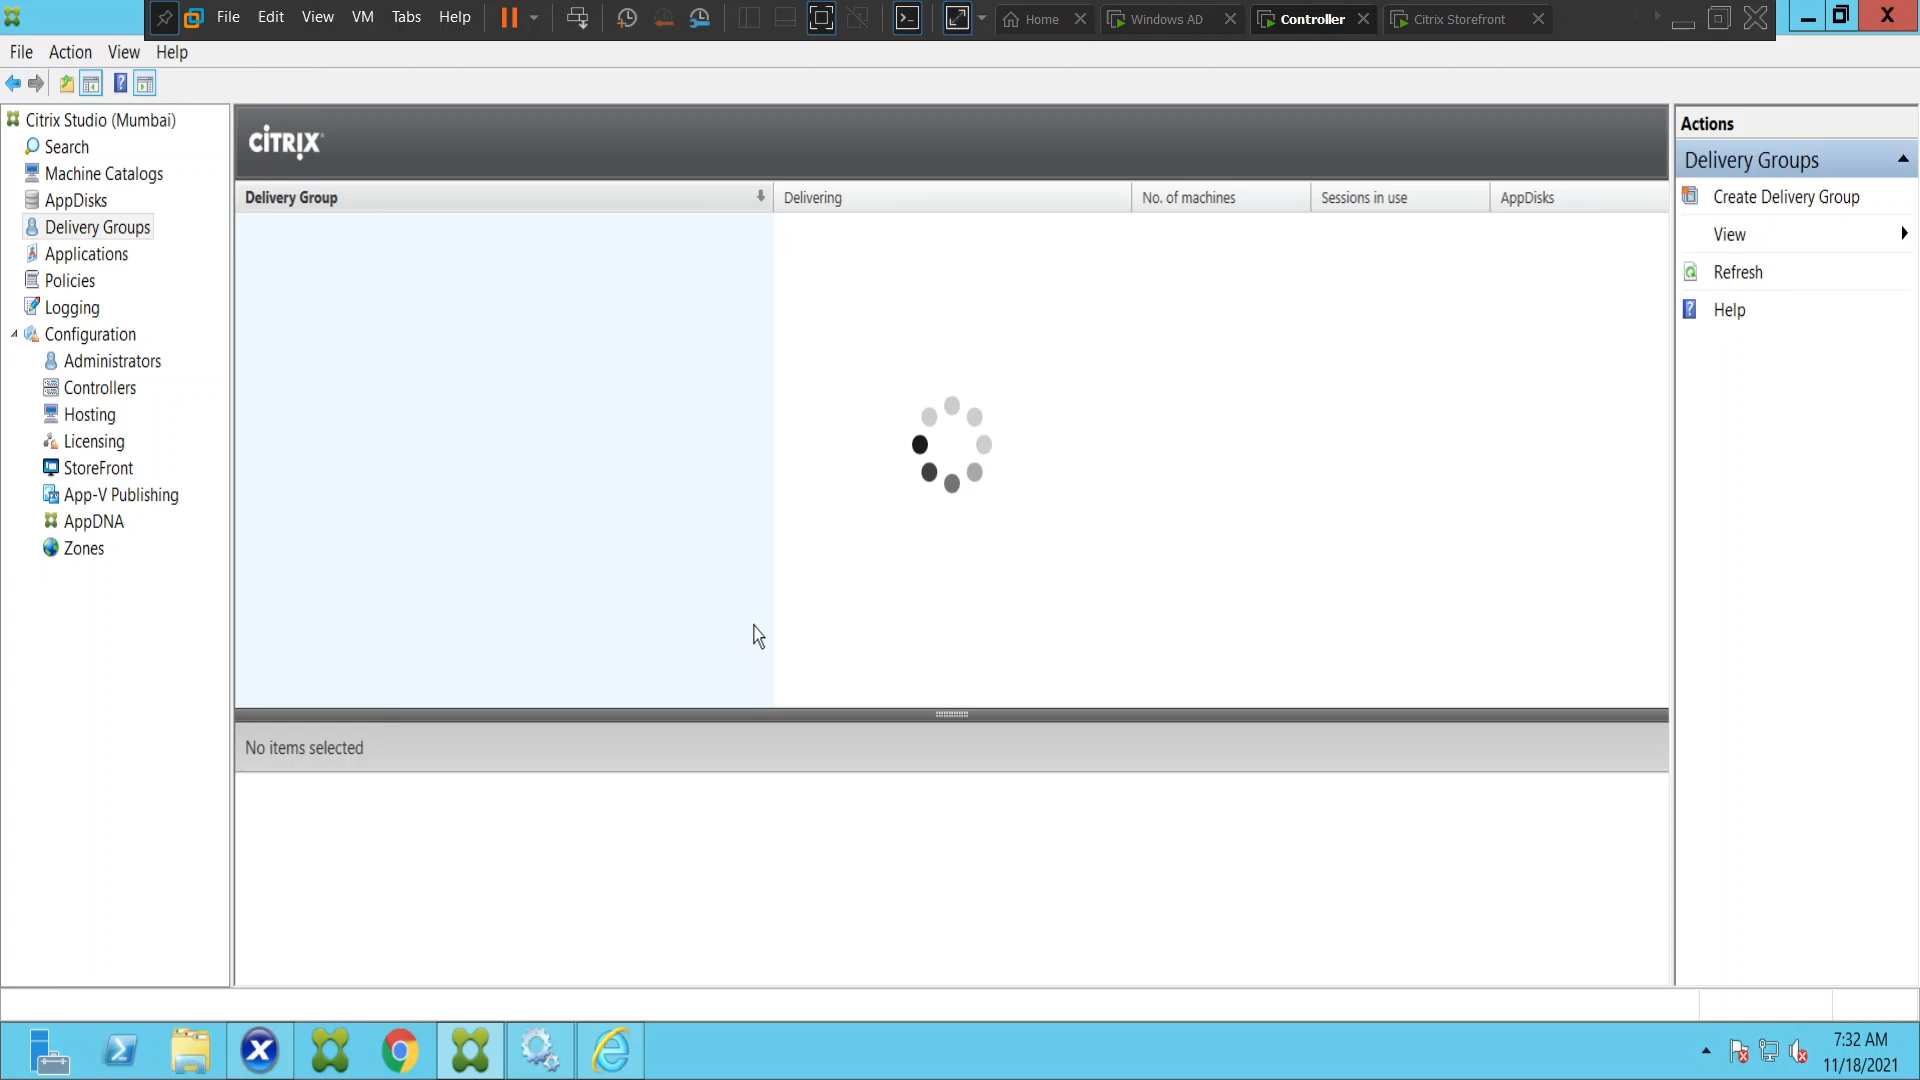 File Edit View VM Tabs Help
Home Windows AD Controller Citrix Storefront
File Action View Help
Citrix Studio (Mumbai)
Search
Machine Catalogs
AppDisks
Delivery Groups
Applications
Policies
Logging
Configuration
Administrators
Controllers
Hosting
Licensing
StoreFront
App-V Publishing
AppDNA
Zones
CITRIX
Delivery Group Delivering No. of machines Sessions in use AppDisks
No items selected
Actions
Delivery Groups
Create Delivery Group
View
Refresh
Help
7:32 AM
11/18/2021